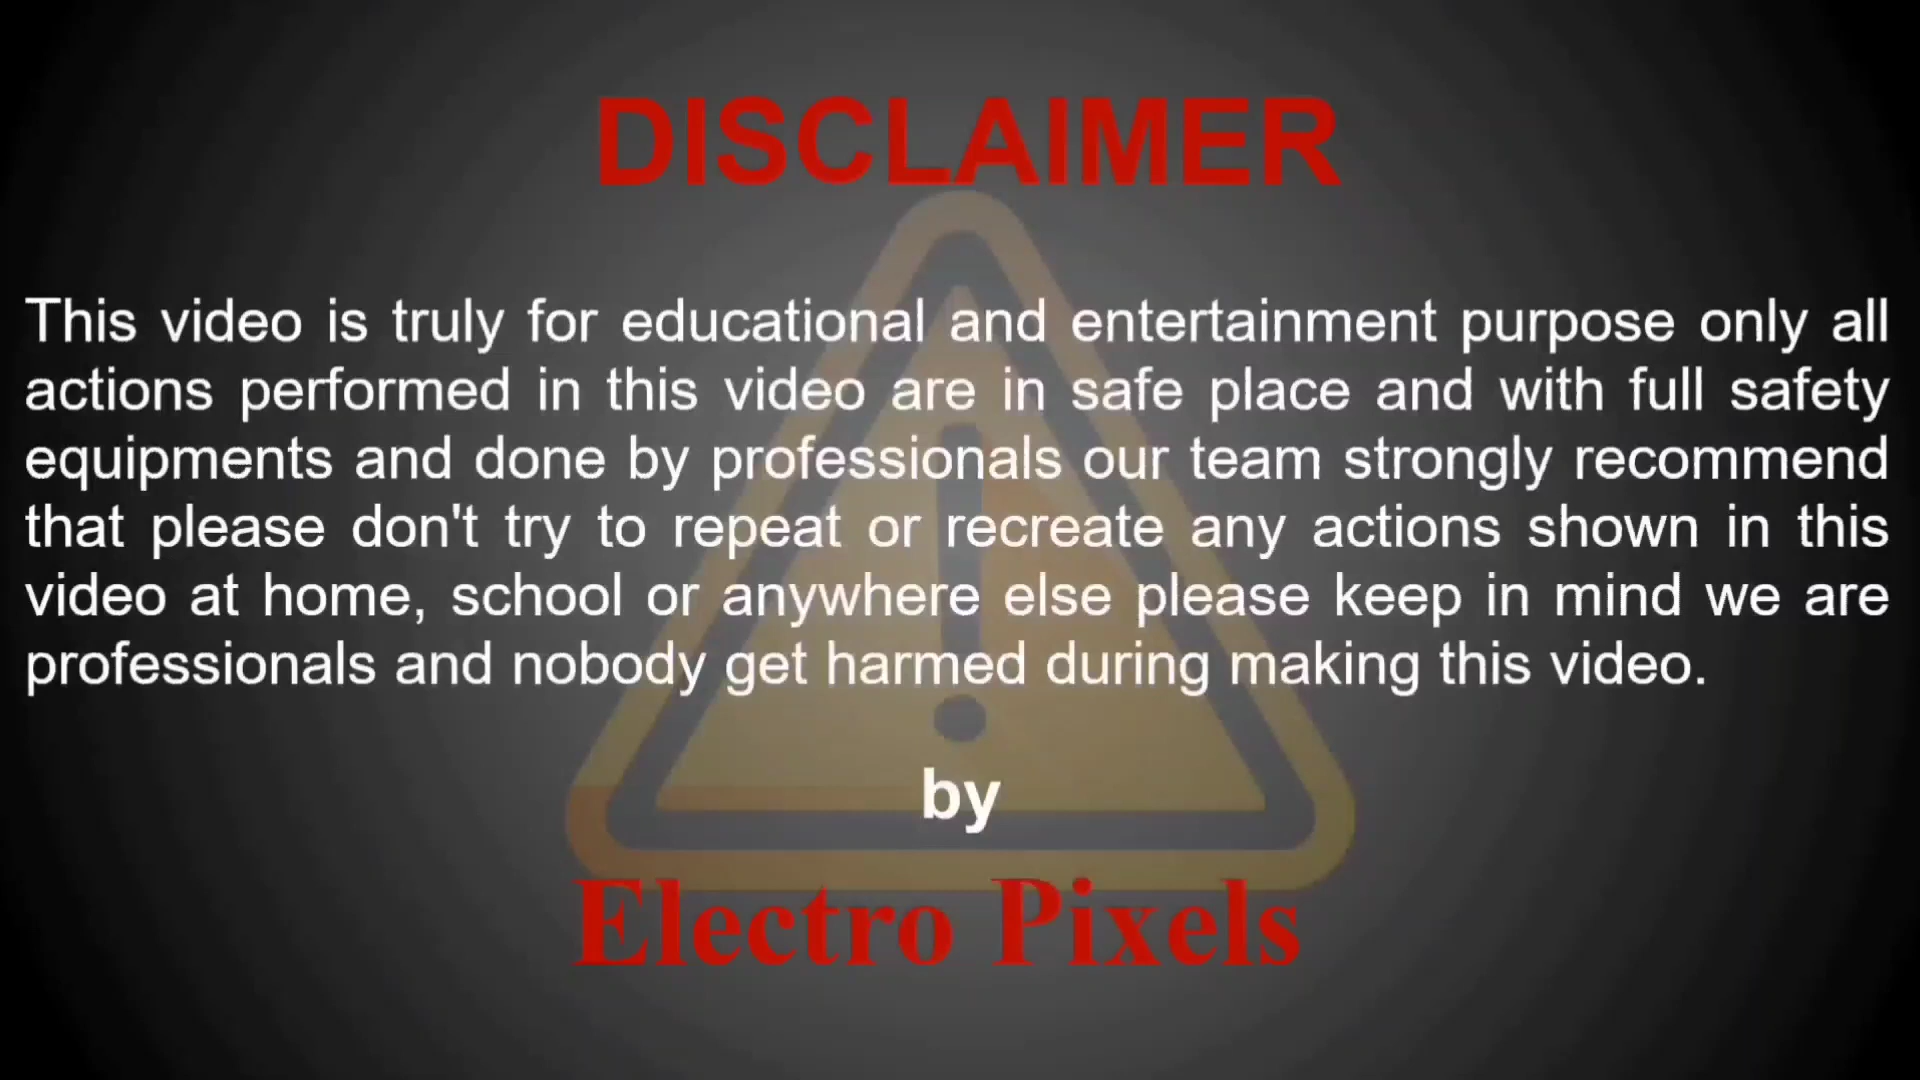 DISCLAIMER
This video is truly for educational and entertainment purpose only all
actions performed in this video are in safe place and with full safety
equipments and done by professionals our team strongly recommend
that please don't try to repeat or recreate any actions shown in this
video at home, school or anywhere else please keep in mind we are
professionals and nobody get harmed during making this video.
by
Electro Pixels